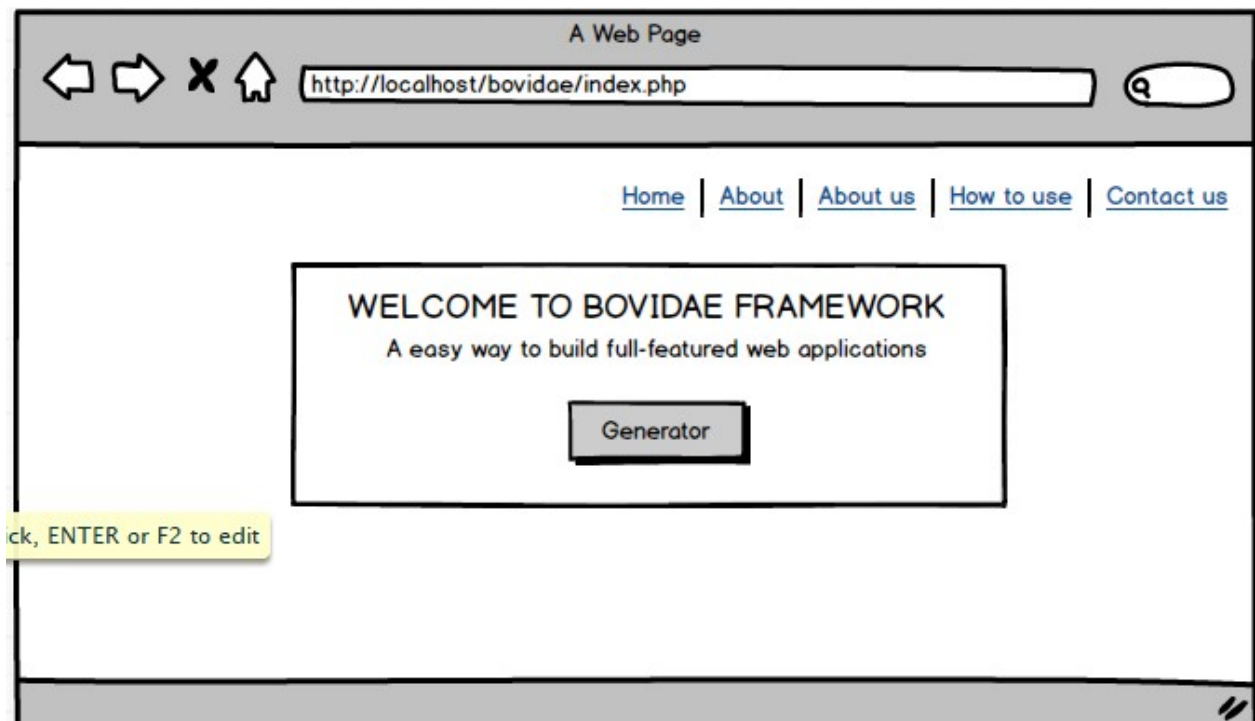 A Web Page
http://localhost/bovidae/index.php
Home | About | About us | How to use | Contact us
WELCOME TO BOVIDAE FRAMEWORK
A easy way to build full-featured web applications
Generator
ick, ENTER or F2 to edit